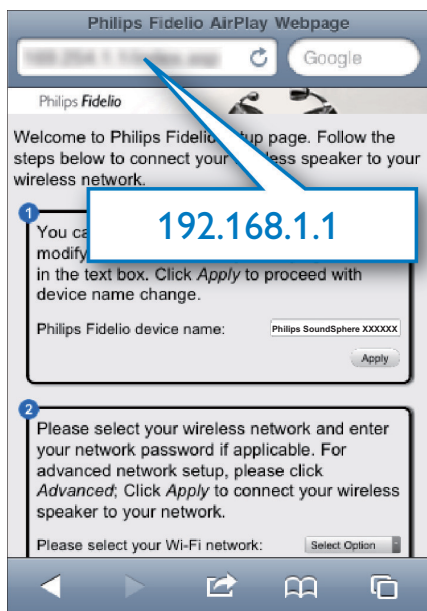 Philips Fidelio AirPlay Webpage
Google
Philips Fidelio
Welcome to Philips Fidelio setup page. Follow the
steps below to connect your wireless speaker to your
wireless network.
192.168.1.1
1
You ca
modify
in the text box. Click Apply to proceed with
device name change.
Philips Fidelio device name:
Philips SoundSphere XXXXXX
Apply
2
Please select your wireless network and enter
your network password if applicable. For
advanced network setup, please click
Advanced; Click Apply to connect your wireless
speaker to your network.
Please select your Wi-Fi network:
Select Option